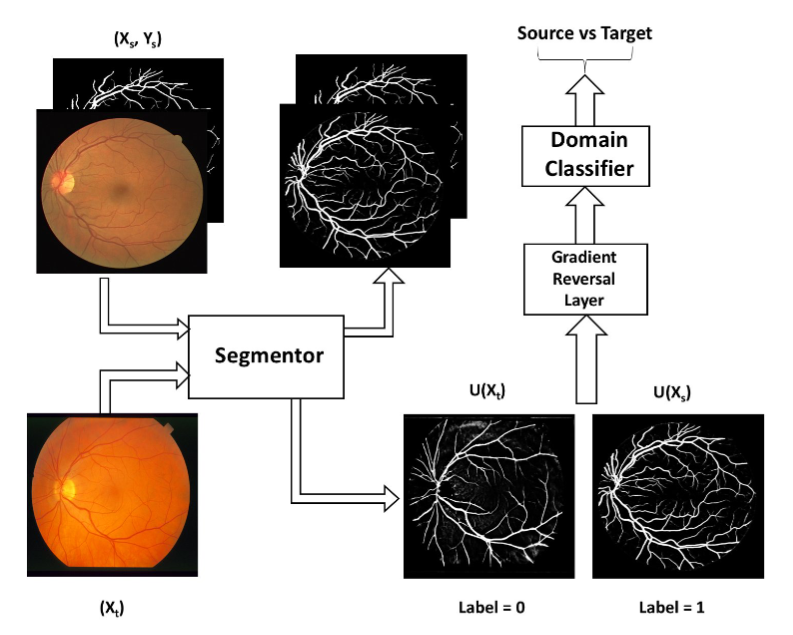 (Xs, Ys)
Source vs Target
Domain
Classifier
Gradient
Reversal
Layer
Segmentor
U(Xt)
U(Xs)
(Xt)
Label = 0
Label = 1